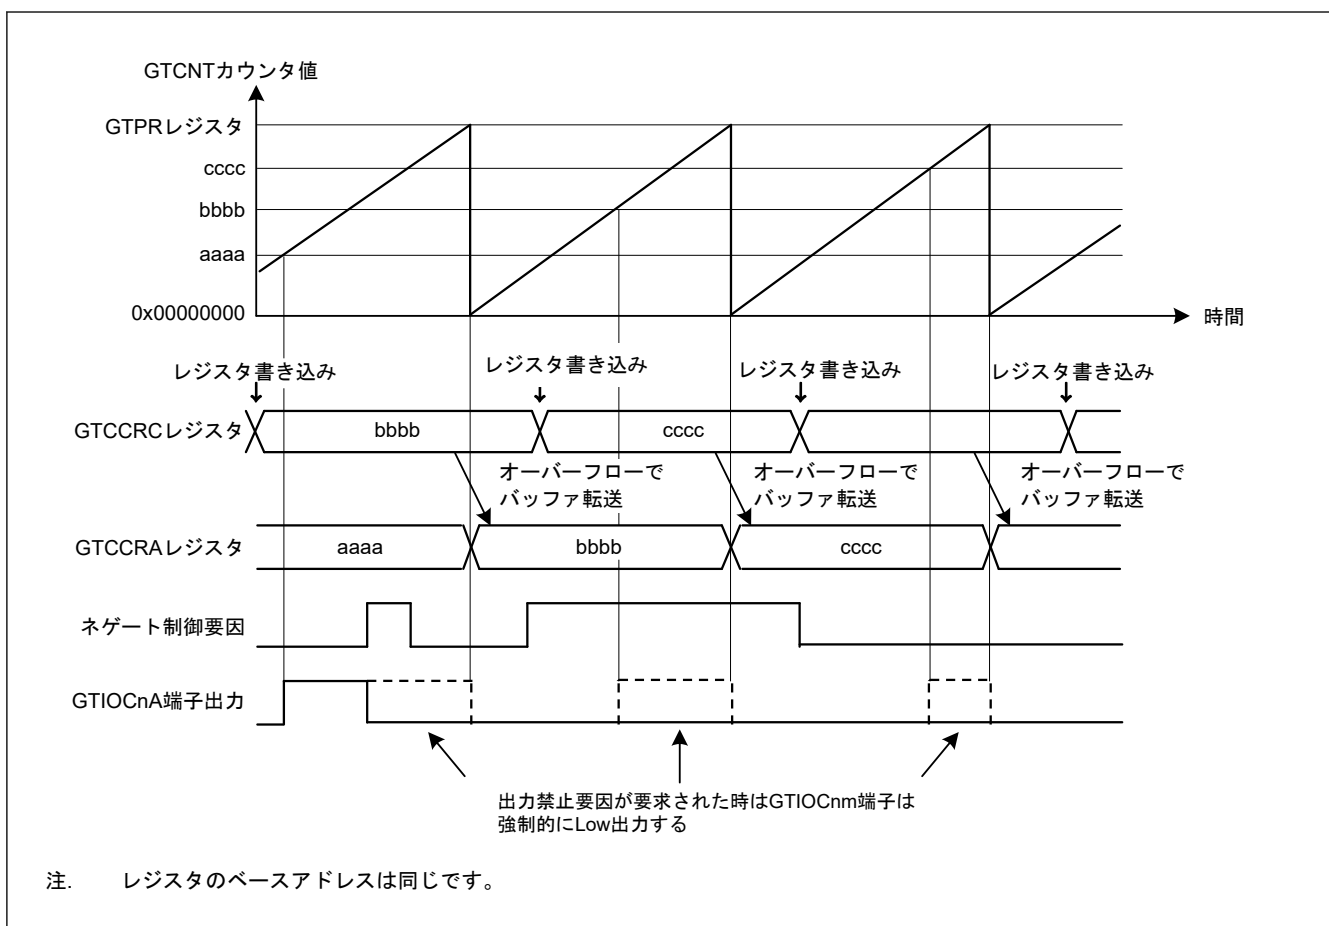 GTCNTカウンタ値
GTPRレジスタ
cccc
bbbb
aaaa
0x00000000
時間
レジスタ書き込み
レジスタ書き込み
レジスタ書き込み
レジスタ書き込み
GTCCRCレジスタ
bbbb
cccc
オーバーフローで
バッファ転送
オーバーフローで
バッファ転送
オーバーフローで
バッファ転送
GTCCRAレジスタ
aaaa
bbbb
cccc
ネゲート制御要因
GTIOCnA端子出力
出力禁止要因が要求された時はGTIOCnm端子は
強制的にLow出力する
注. レジスタのベースアドレスは同じです。